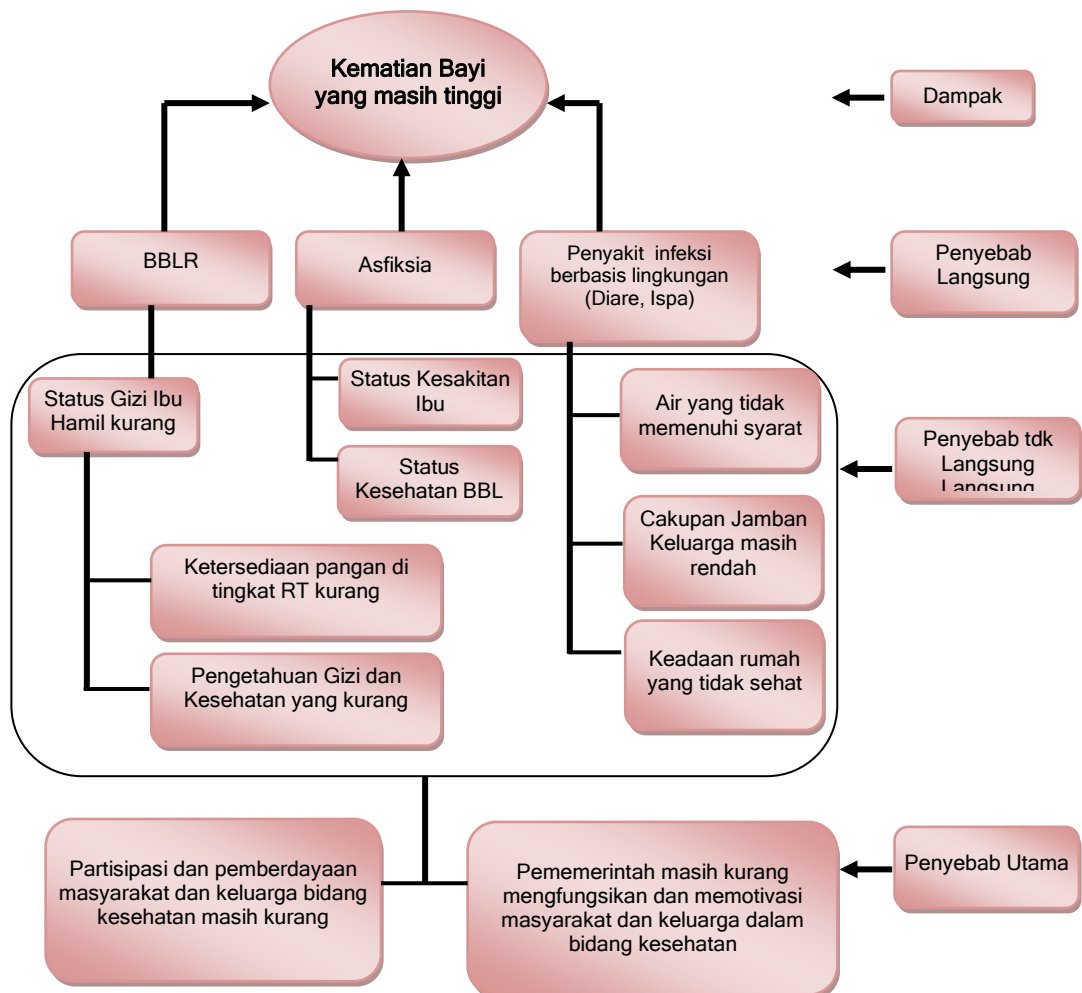 Kematian Bayi
yang masih tinggi
Dampak
BBLR
Asfiksia
Penyakit infeksi
berbasis lingkungan
(Diare, Ispa)
Penyebab
Langsung
Status Gizi Ibu
Hamil kurang
Status Kesakitan
Ibu
Status
Kesehatan BBL
Air yang tidak
memenuhi syarat
Penyebab tdk
Langsung
Langsung
Cakupan Jamban
Keluarga masih
rendah
Ketersediaan pangan di
tingkat RT kurang
Keadaan rumah
yang tidak sehat
Pengetahuan Gizi dan
Kesehatan yang kurang
Partisipasi dan pemberdayaan
masyarakat dan keluarga bidang
kesehatan masih kurang
Pememerintah masih kurang
mengfungsikan dan memotivasi
masyarakat dan keluarga dalam
bidang kesehatan
Penyebab Utama